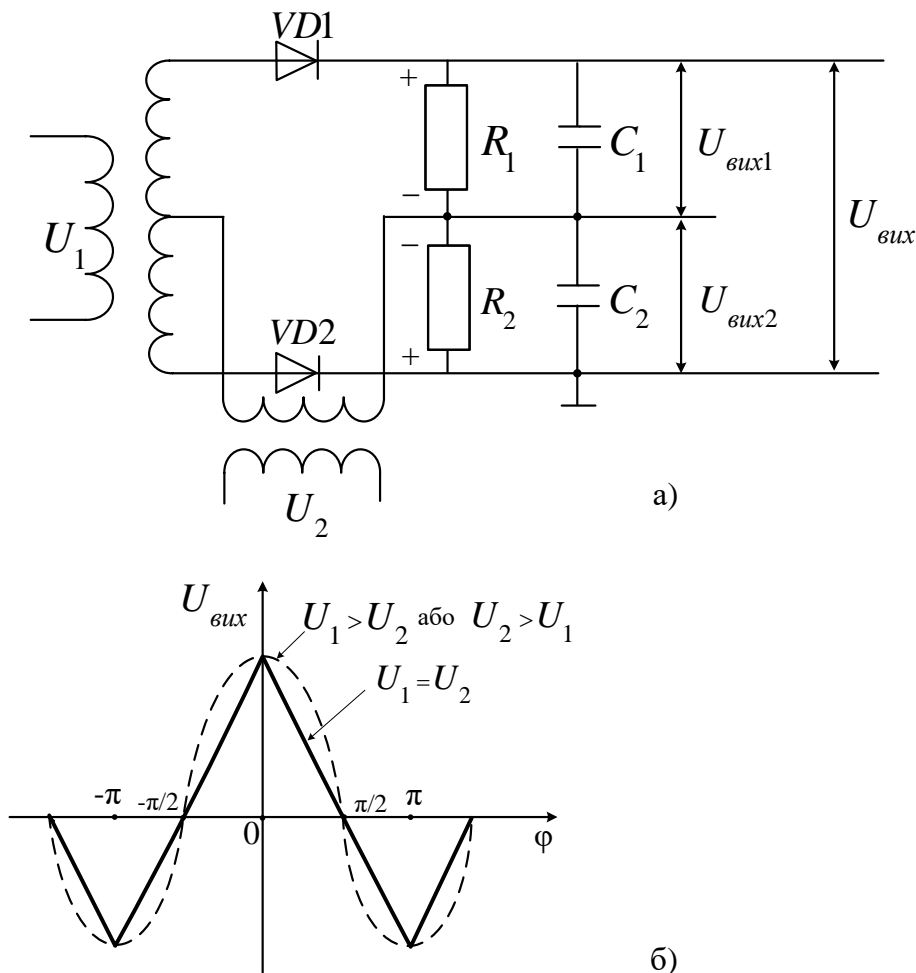 VD1
+
R1
C1
Uвих1
−
U1
Uвих
−
R2
C2
Uвих2
VD2
+
U2
а)
Uвих
U1 > U2 або U2 > U1
U1 = U2
-π
-π/2
0
π/2
π
φ
б)